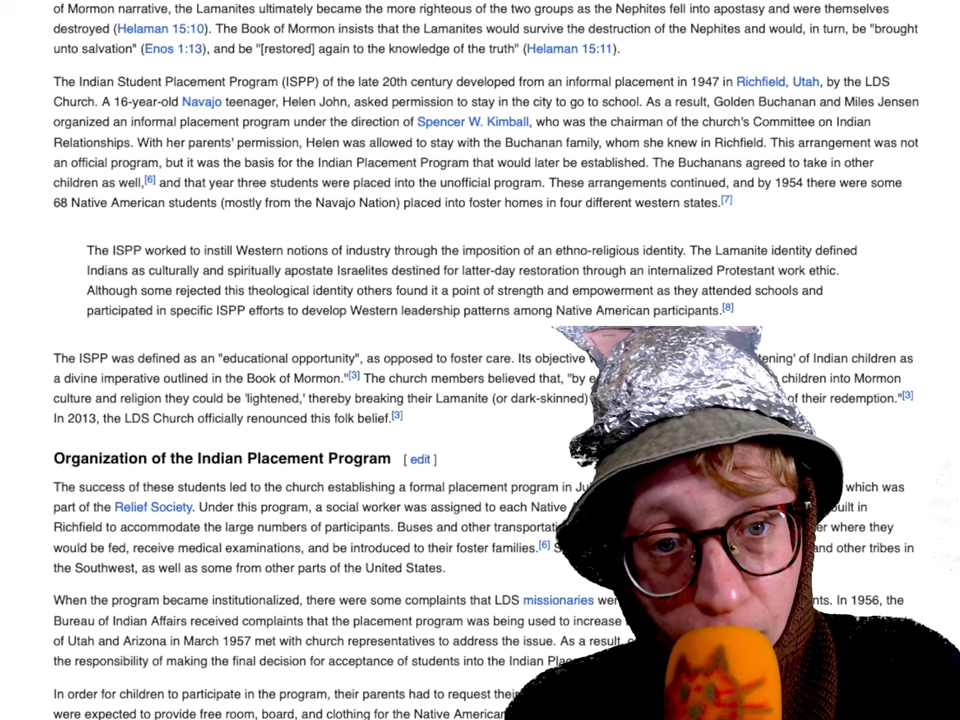 of Mormon narrative, the Lamanites ultimately became the more righteous of the two groups as the Nephites fell into apostasy and were themselves
destroyed (Helaman 15:10). The Book of Mormon insists that the Lamanites would survive the destruction of the Nephites and would, in turn, be "brought
unto salvation" (Enos 1:13), and be "[restored] again to the knowledge of the truth" (Helaman 15:11).
The Indian Student Placement Program (ISPP) of the late 20th century developed from an informal placement in 1947 in Richfield, Utah, by the LDS
Church. A 16-year-old Navajo teenager, Helen John, asked permission to stay in the city to go to school. As a result, Golden Buchanan and Miles Jensen
organized an informal placement program under the direction of Spencer W. Kimball, who was the chairman of the church's Committee on Indian
Relationships. With her parents' permission, Helen was allowed to stay with the Buchanan family, whom she knew in Richfield. This arrangement was not
an official program, but it was the basis for the Indian Placement Program that would later be established. The Buchanans agreed to take in other
children as well,[6] and that year three students were placed into the unofficial program. These arrangements continued, and by 1954 there were some
68 Native American students (mostly from the Navajo Nation) placed into foster homes in four different western states.[7]
The ISPP worked to instill Western notions of industry through the imposition of an ethno-religious identity. The Lamanite identity defined
Indians as culturally and spiritually apostate Israelites destined for latter-day restoration through an internalized Protestant work ethic.
Although some rejected this theological identity others found it a point of strength and empowerment as they attended schools and
participated in specific ISPP efforts to develop Western leadership patterns among Native American participants.[8]
The ISPP was defined as an "educational opportunity", as opposed to foster care. Its objective tening' of Indian children as
a divine imperative outlined in the Book of Mormon."[3] The church members believed that, "by children into Mormon
culture and religion they could be 'lightened,' thereby breaking their Lamanite (or dark-skinned) of their redemption."[3]
In 2013, the LDS Church officially renounced this folk belief.[3]
Organization of the Indian Placement Program [ edit ]
The success of these students led to the church establishing a formal placement program in which was
part of the Relief Society. Under this program, a social worker was assigned to each Native built in
Richfield to accommodate the large numbers of participants. Buses and other where they
would be fed, receive medical examinations, and be introduced to their foster families.[6] and other tribes in
the Southwest, as well as some from other parts of the United States.
When the program became institutionalized, there were some complaints that LDS missionaries In 1956, the
Bureau of Indian Affairs received complaints that the placement program was being used to increase
of Utah and Arizona in March 1957 met with church representatives to address the issue. As a result,
the responsibility of making the final decision for acceptance of students into the Indian
In order for children to participate in the program, their parents had to request their
were expected to provide free room, board, and clothing for the Native American